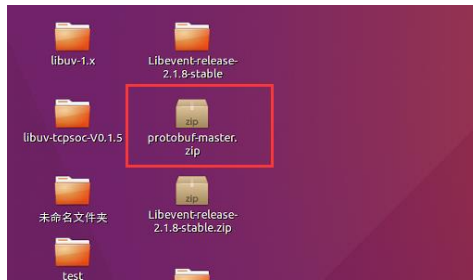 libuv-1.x
Libevent-release-
2.1.8-stable
libuv-tcpsoc-V0.1.5
zip
protobuf-master.
zip
未命名文件夹
zip
Libevent-release-
2.1.8-stable.zip
test